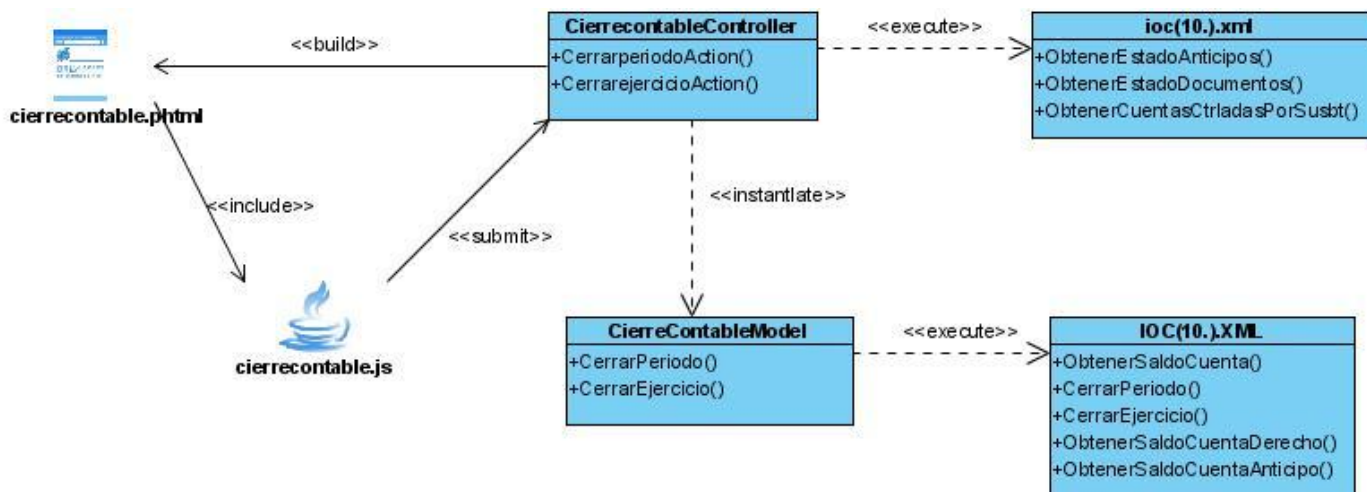 CierrecontableController
+CerrarperiodoAction()
+CerrarejercicioAction()
<<execute>>
ioc(10.).xml
+ObtenerEstadoAnticipos()
+ObtenerEstadoDocumentos()
+ObtenerCuentasCtrladasPorSusbt()
<<build>>
cierrecontable.phtml
<<include>>
<<submit>>
<<instantlate>>
cierrecontable.js
CierreContableModel
+CerrarPeriodo()
+CerrarEjercicio()
<<execute>>
IOC(10.).XML
+ObtenerSaldoCuenta()
+CerrarPeriodo()
+CerrarEjercicio()
+ObtenerSaldoCuentaDerecho()
+ObtenerSaldoCuentaAnticipo()